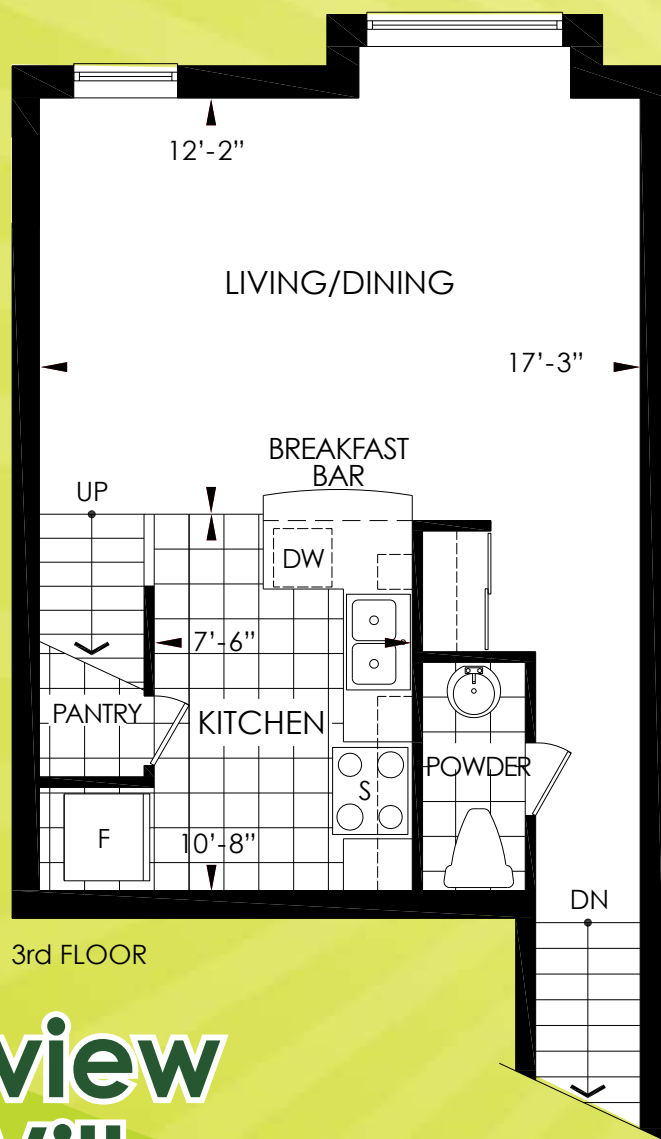 12’-2”
LIVING/DINING
17’-3”
BREAKFAST
BAR
UP
DW
7’-6”
PANTRY
KITCHEN
POWDER
S
F
10’-8”
DN
3rd FLOOR
view